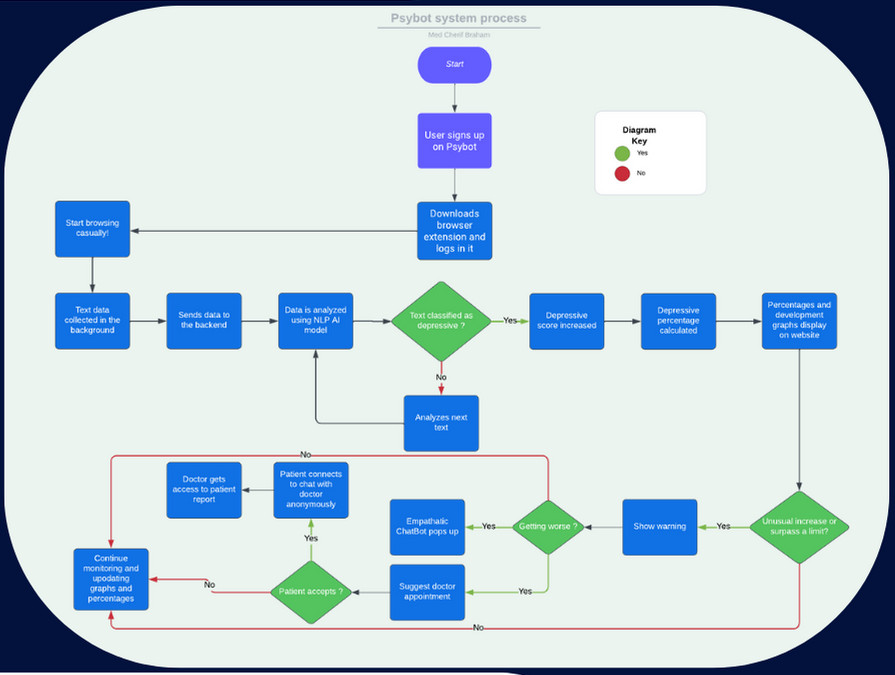 Psybot system process
Med Cherif Braham
Start
User signs up
on Psybot
Diagram
Key
Yes
No
Downloads
browser
extension and
logs in it
Start browsing
casually!
Text data
collected in the
background
Sends data to
the backend
Data is analyzed
using NLP AI
model
Text classified as
depressive ?
Yes
Depressive
score increased
Depressive
percentage
calculated
Percentages and
development
graphs display
on website
No
Analyzes next
text
No
Doctor gets
access to patient
report
Patient connects
to chat with
doctor
anonymously
Empathatic
ChatBot pops up
Yes
Getting worse ?
Show warning
Yes
Unusual increase or
surpass a limit?
Yes
Continue
monitoring and
upodating
graphs and
percentages
No
Patient accepts ?
Suggest doctor
appointment
Yes
No